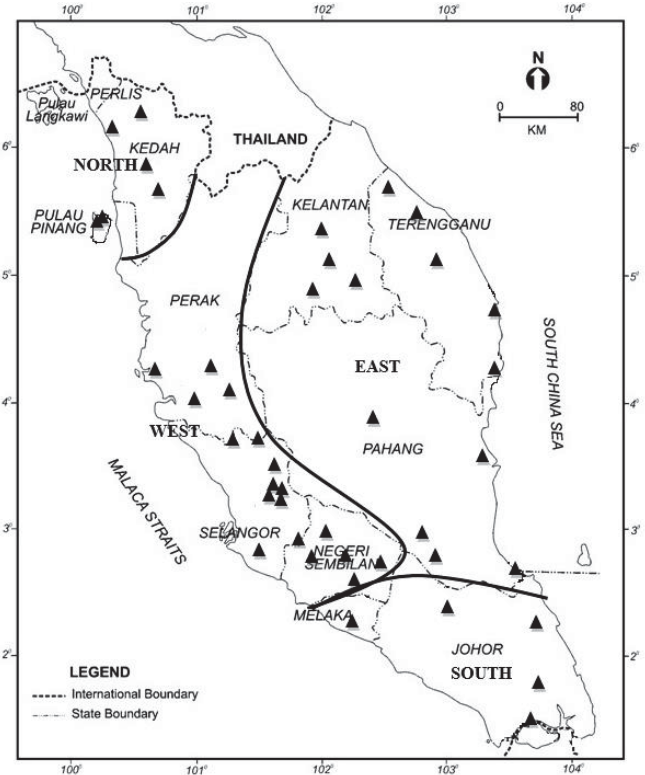 100° 101° 102° 103° 104°
N
0 80
KM
PERLIS
Pulau
Langkawi
THAILAND
6° 6°
KEDAH
NORTH
KELANTAN
TERENGGANU
PULAU
PINANG
5° 5°
PERAK
SOUTH CHINA SEA
EAST
4° 4°
WEST
PAHANG
MALACA STRAITS
3° 3°
SELANGOR
NEGERI
SEMBILAN
MELAKA
JOHOR
2° 2°
SOUTH
LEGEND
International Boundary
State Boundary
100° 101° 102° 103° 104°